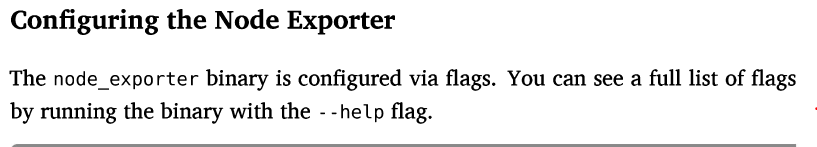 Configuring the Node Exporter
The node_exporter binary is configured via flags. You can see a full list of flags
by running the binary with the --help flag.